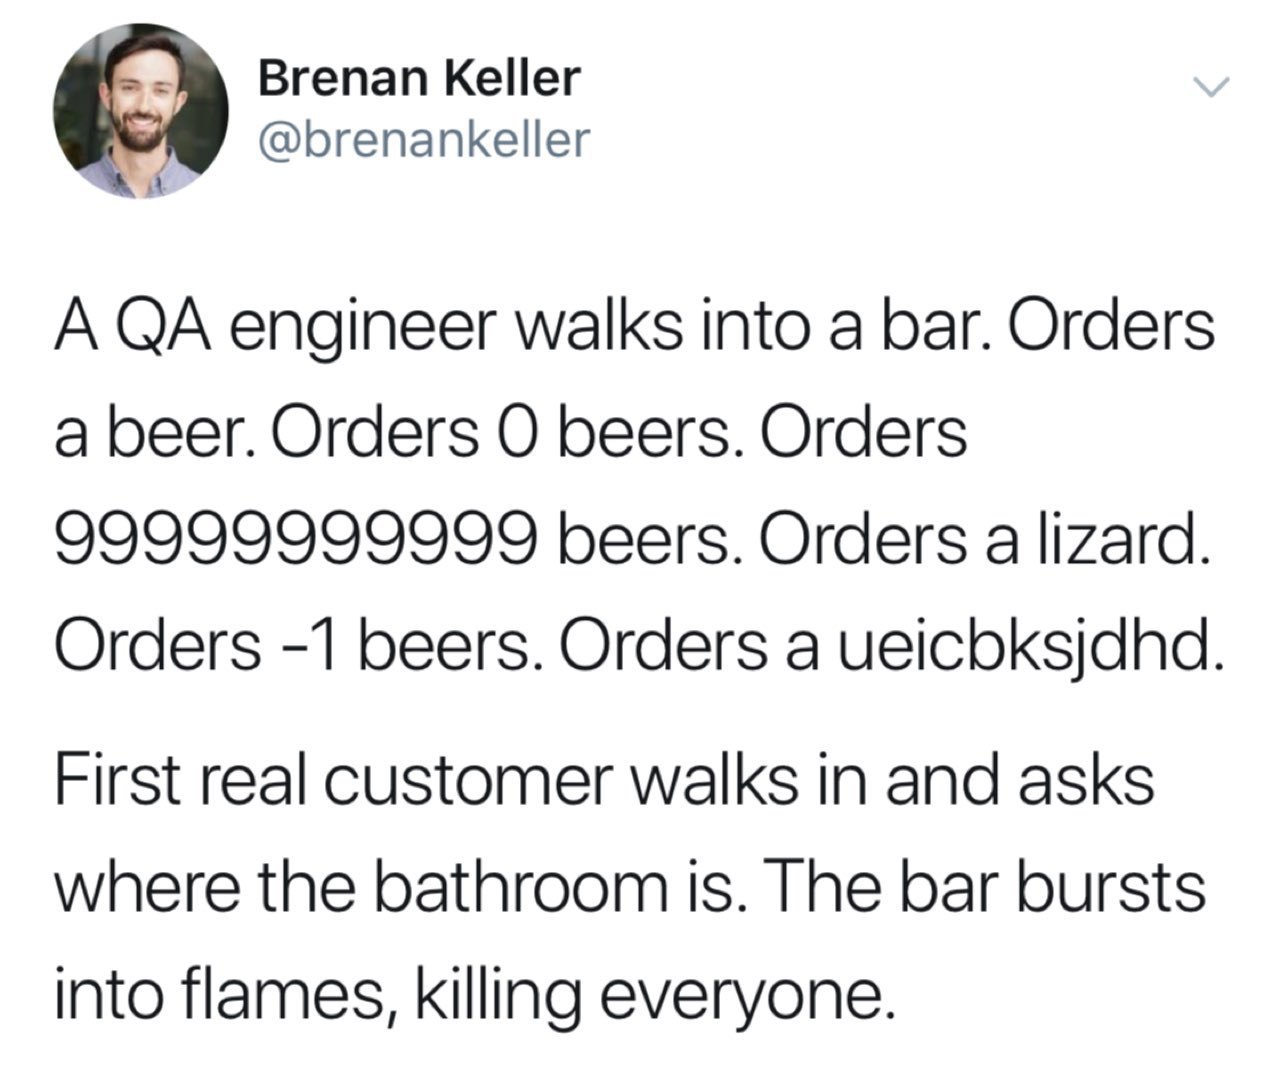 Brenan Keller
@brenankeller
A QA engineer walks into a bar. Orders
a beer. Orders 0 beers. Orders
99999999999 beers. Orders a lizard.
Orders -1 beers. Orders a ueicbksjdhd.
First real customer walks in and asks
where the bathroom is. The bar bursts
into flames, killing everyone.